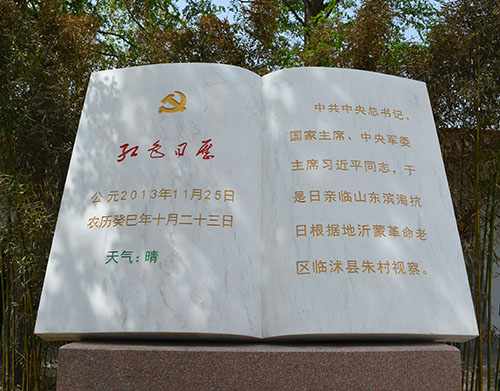 红色日历
公元2013年11月25日
农历癸巳年十月二十三日
天气：晴
中共中央总书记、
国家主席、中央军委
主席习近平同志，于
是日亲临山东滨海抗
日根据地沂蒙革命老
区临沭县朱村视察。